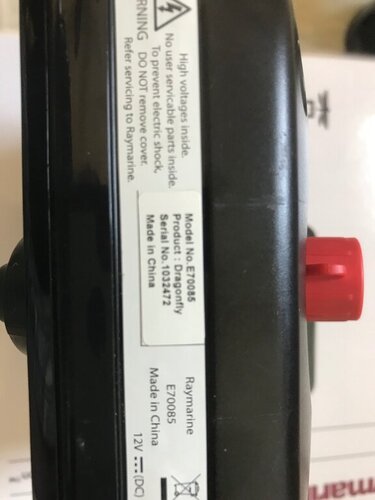 WARNING
High voltages inside.
No user servicable parts inside.
To prevent electric shock,
DO NOT remove cover.
Refer servicing to Raymarine.
Model No.E70085
Product : Dragonfly
Serial No.1032472
Made in China
Raymarine
E70085
Made in China
12V ⎓ (DC)